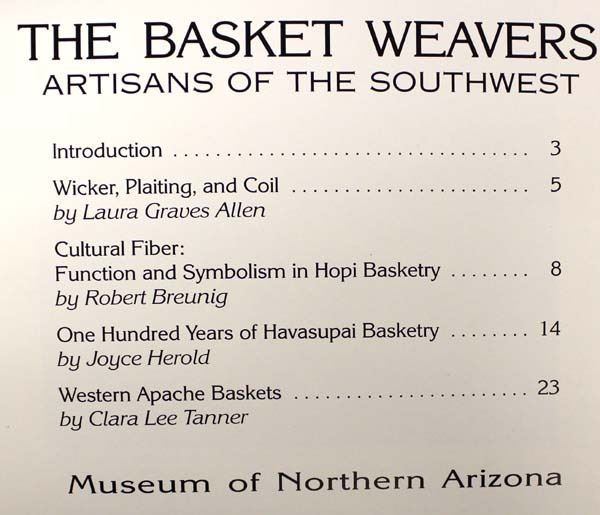 THE BASKET WEAVERS
ARTISANS OF THE SOUTHWEST
Introduction .................................. 3
Wicker, Plaiting, and Coil ....................... 5
by Laura Graves Allen
Cultural Fiber:
Function and Symbolism in Hopi Basketry ........ 8
by Robert Breunig
One Hundred Years of Havasupai Basketry ........ 14
by Joyce Herold
Western Apache Baskets ....................... 23
by Clara Lee Tanner
Museum of Northern Arizona